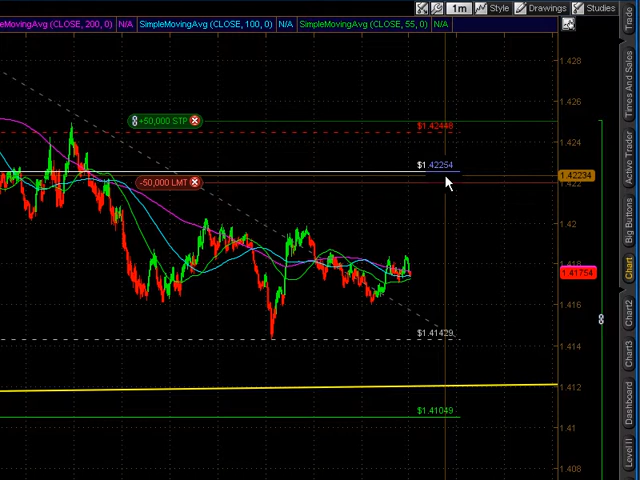 1m Style Drawings Studies
MovingAvg (CLOSE, 200, 0) N/A SimpleMovingAvg (CLOSE, 100, 0) N/A SimpleMovingAvg (CLOSE, 55, 0) N/A
1.428
1.426
+50,000 STP
$1.42448
1.424
$1.42254
1.42234
-50,000 LMT
1.422
1.42
1.418
1.41754
1.416
$1.41429
1.414
1.412
$1.41049
1.41
1.408
Trade
Times And Sales
Active Trader
Big Buttons
Chart
Chart2
Chart3
Dashboard
Level II